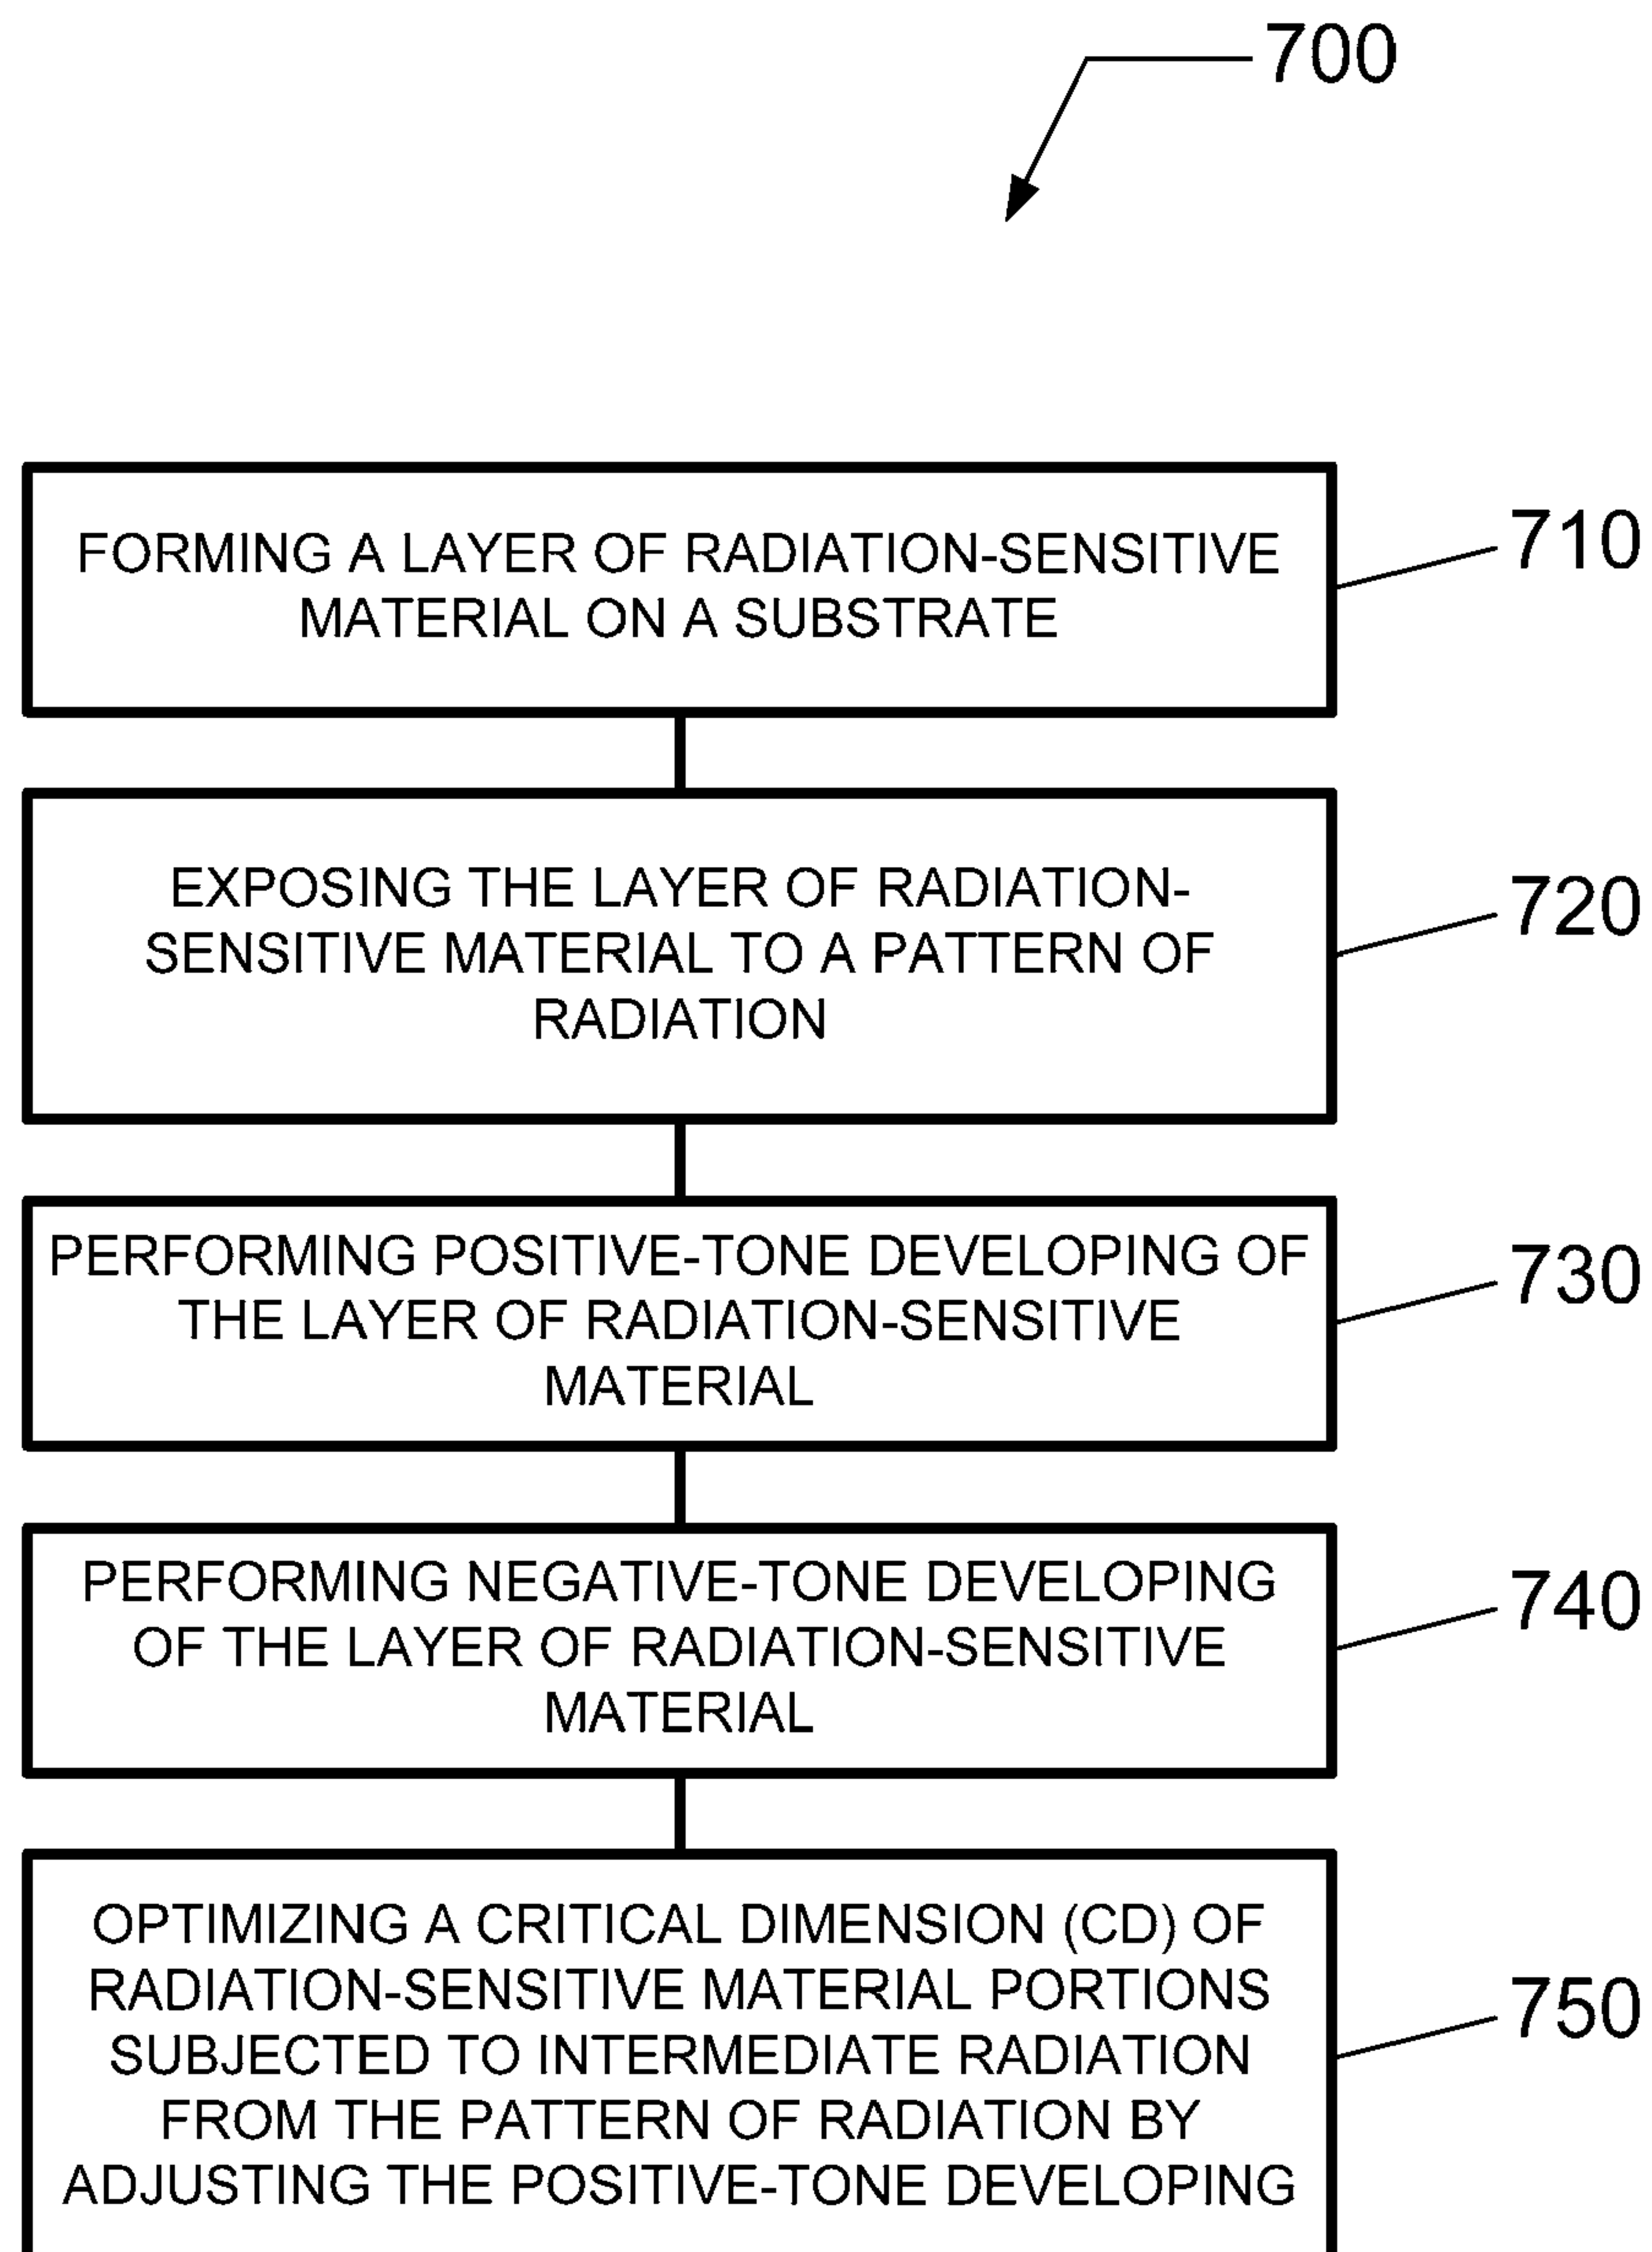 700
FORMING A LAYER OF RADIATION-SENSITIVE
MATERIAL ON A SUBSTRATE
710
EXPOSING THE LAYER OF RADIATION-
SENSITIVE MATERIAL TO A PATTERN OF
RADIATION
720
PERFORMING POSITIVE-TONE DEVELOPING OF
THE LAYER OF RADIATION-SENSITIVE
MATERIAL
730
PERFORMING NEGATIVE-TONE DEVELOPING
OF THE LAYER OF RADIATION-SENSITIVE
MATERIAL
740
OPTIMIZING A CRITICAL DIMENSION (CD) OF
RADIATION-SENSITIVE MATERIAL PORTIONS
SUBJECTED TO INTERMEDIATE RADIATION
FROM THE PATTERN OF RADIATION BY
ADJUSTING THE POSITIVE-TONE DEVELOPING
750